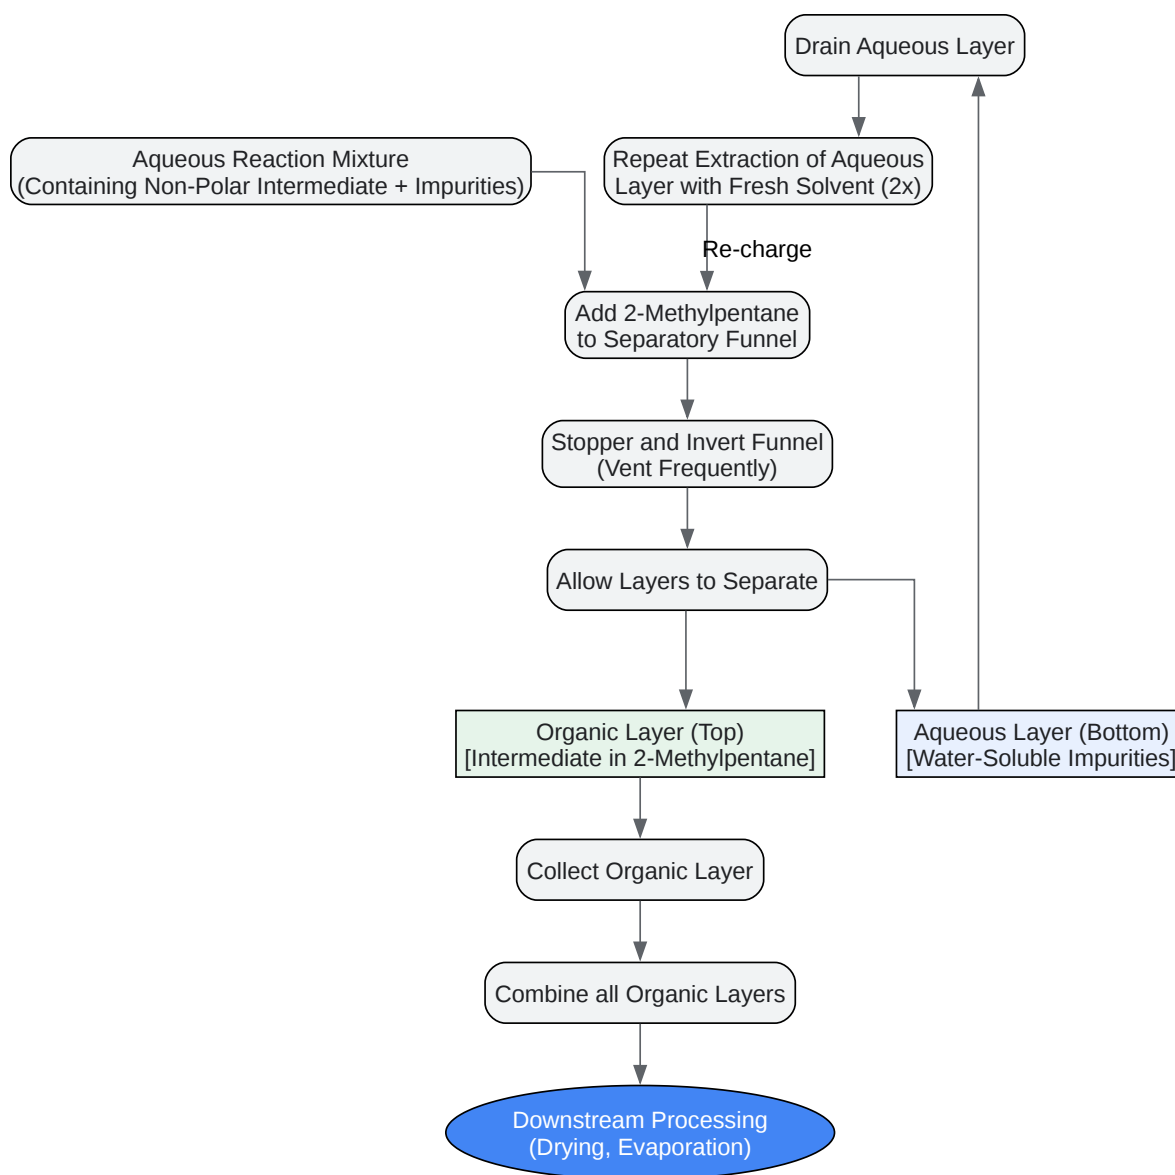 Drain Aqueous Layer
Aqueous Reaction Mixture
(Containing Non-Polar Intermediate + Impurities)
Repeat Extraction of Aqueous
Layer with Fresh Solvent (2x)
Re-charge
Add 2-Methylpentane
to Separatory Funnel
Stopper and Invert Funnel
(Vent Frequently)
Allow Layers to Separate
Organic Layer (Top)
[Intermediate in 2-Methylpentane]
Aqueous Layer (Bottom)
[Water-Soluble Impurities]
Collect Organic Layer
Combine all Organic Layers
Downstream Processing
(Drying, Evaporation)